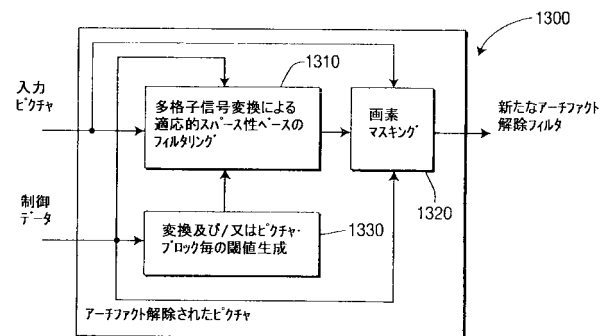 1300
1310
入力
ピクチャ
多格子信号変換による
適応的スパース性ベースの
フィルタリング
画素
マスキング
新たなアーチファクト
解除フィルタ
1320
制御
データ
変換及び/又はピクチャ・
ブロック毎の閾値生成
1330
アーチファクト解除されたピクチャ